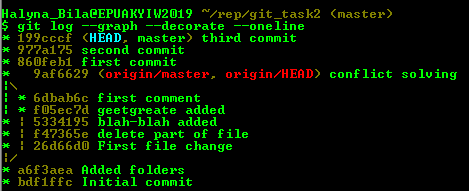 Halyna_Bila@EPUAKYIW2019 ~/rep/git_task2 (master)
$ git log --graph --decorate --oneline
* 199cccf (HEAD, master) third commit
* 977a175 second commit
* 860feb1 first commit
*   9af6629 (origin/master, origin/HEAD) conflict solving
|\
| * 6dbab6c first comment
| * f05ec7d geetgreate added
* | 5334195 blah-blah added
* | f47365e delete part of file
* | 26d66d0 First file change
|/
* a6f3aea Added folders
* bdf1ffc Initial commit